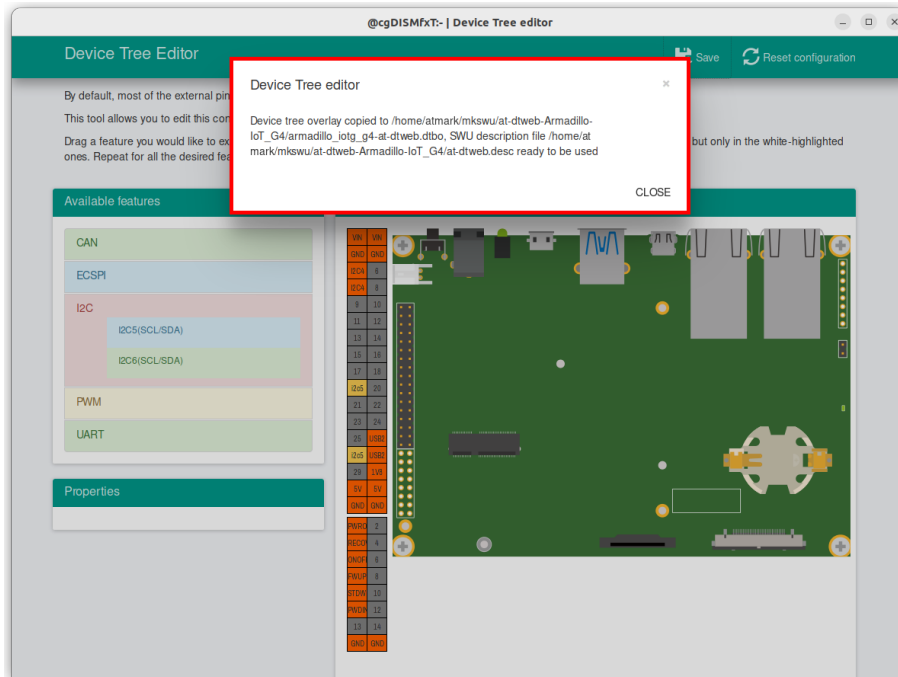 @cgDISMfxT:- | Device Tree editor
Device Tree Editor
Save
Reset configuration
By default, most of the external pin
This tool allows you to edit this con
Drag a feature you would like to ex
but only in the white-highlighted
ones. Repeat for all the desired fea
Device Tree editor
×
Device tree overlay copied to /home/atmark/mkswu/at-dtweb-Armadillo-
IoT_G4/armadillo_iotg_g4-at-dtweb.dtbo, SWU description file /home/at
mark/mkswu/at-dtweb-Armadillo-IoT_G4/at-dtweb.desc ready to be used
CLOSE
Available features
CAN
ECSPI
I2C
I2C5(SCL/SDA)
I2C6(SCL/SDA)
PWM
UART
Properties
VIN VIN
GND GND
I2C4 6
I2C4 8
9 10
11 12
13 14
15 16
17 18
i2c5 20
21 22
23 24
25 USB2
i2c5 USB2
29 1V8
5V 5V
GND GND
PWRO 2
RECO 4
ONOFF 6
FWUP 8
STDW 10
PWDIN 12
13 14
GND GND